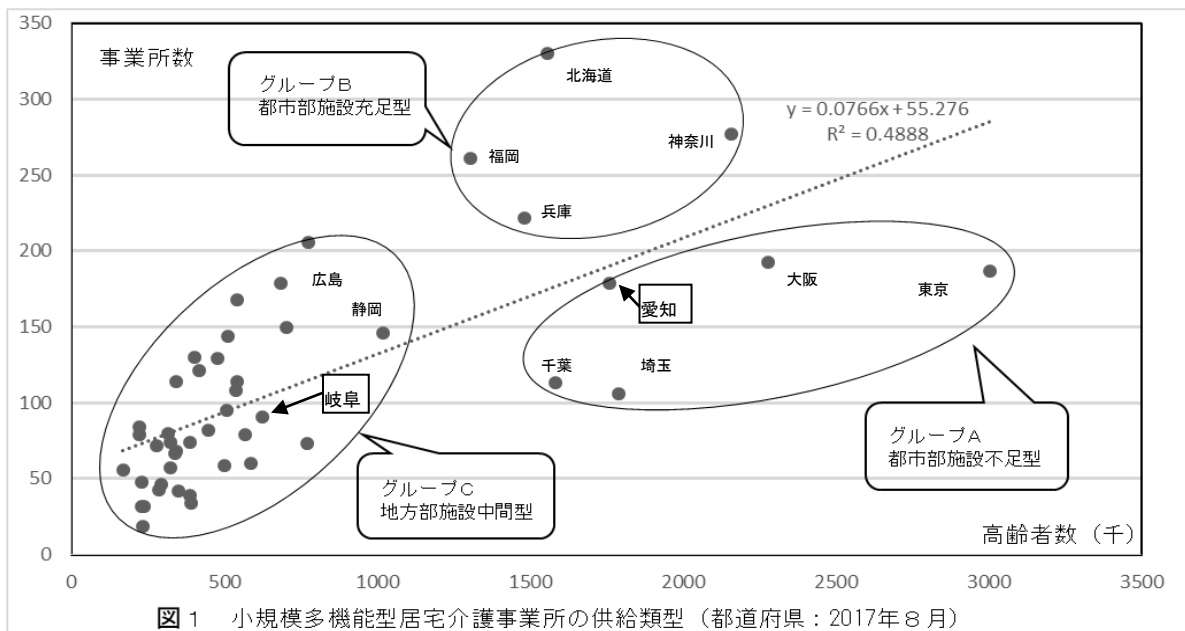 350
300
250
200
150
100
50
0
事業所数
グループB
都市部施設充足型
北海道
神奈川
福岡
兵庫
y = 0.0766x + 55.276
R² = 0.4888
広島
静岡
岐阜
愛知
大阪
東京
千葉
埼玉
グループC
地方部施設中間型
グループA
都市部施設不足型
高齢者数（千）
0 500 1000 1500 2000 2500 3000 3500
図1 小規模多機能型居宅介護事業所の供給類型（都道府県：2017年８月）